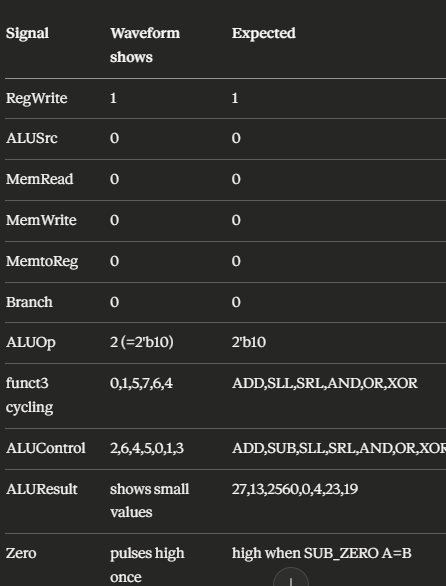 Signal Waveform shows Expected
RegWrite 1 1
ALUSrc 0 0
MemRead 0 0
MemWrite 0 0
MemtoReg 0 0
Branch 0 0
ALUOp 2 (=2'b10) 2'b10
funct3 cycling 0,1,5,7,6,4 ADD,SLL,SRL,AND,OR,XOR
ALUControl 2,6,4,5,0,1,3 ADD,SUB,SLL,SRL,AND,OR,XOR
ALUResult shows small values 27,13,2560,0,4,23,19
Zero pulses high once high when SUB_ZERO A=B